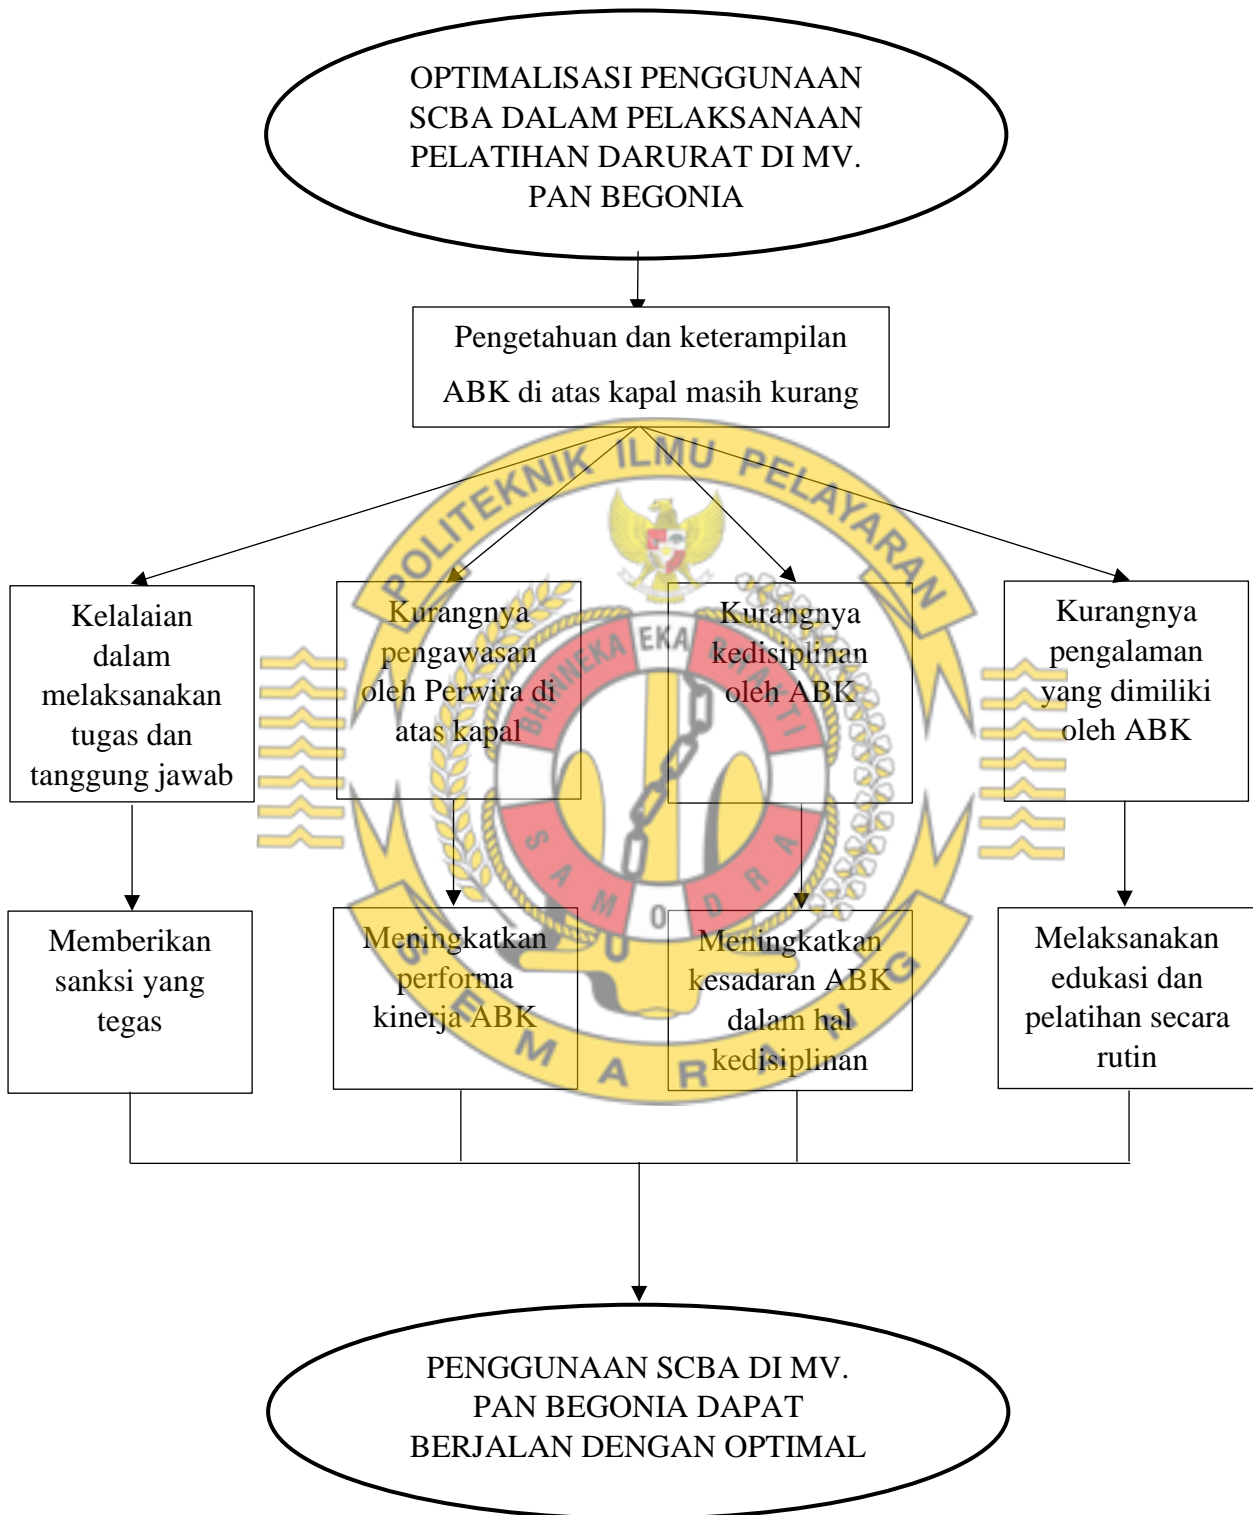 OPTIMALISASI PENGGUNAAN
SCBA DALAM PELAKSANAAN
PELATIHAN DARURAT DI MV.
PAN BEGONIA
Pengetahuan dan keterampilan
ABK di atas kapal masih kurang
POLITEKNIK ILMU PELAYARAN
Kelalaian
dalam
melaksanakan
tugas dan
tanggung jawab
Kurangnya
pengawasan
oleh Perwira di
atas kapal
Kurangnya
kedisiplinan
oleh ABK
Kurangnya
pengalaman
yang dimiliki
oleh ABK
BHINNEKA EKA BHAKTI
SAMODRA
Memberikan
sanksi yang
tegas
Meningkatkan
performa
kinerja ABK
Meningkatkan
kesadaran ABK
dalam hal
kedisiplinan
Melaksanakan
edukasi dan
pelatihan secara
rutin
SEMARANG
PENGGUNAAN SCBA DI MV.
PAN BEGONIA DAPAT
BERJALAN DENGAN OPTIMAL